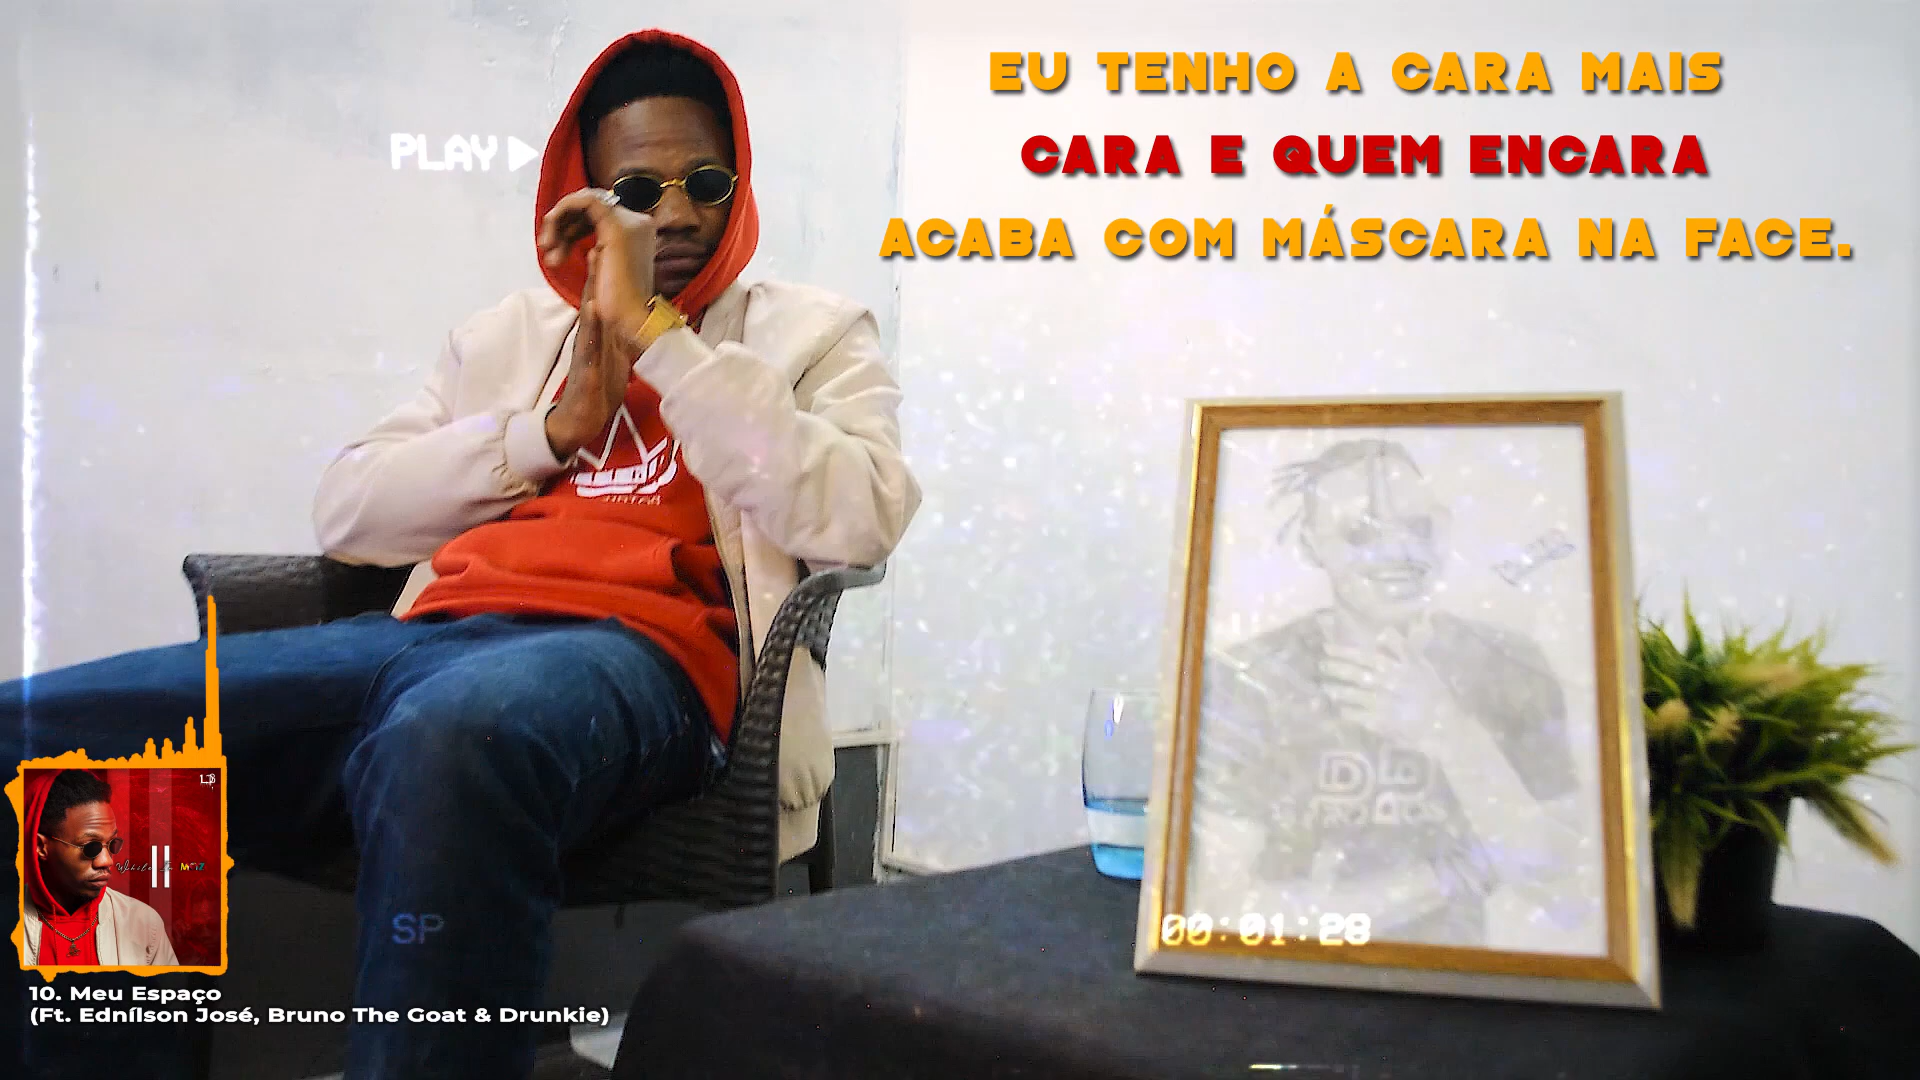 EU TENHO A CARA MAIS
CARA E QUEM ENCARA
ACABA COM MÁSCARA NA FACE.
PLAY
SP
00:01:28
10. Meu Espaço
(Ft. Ednílson José, Bruno The Goat & Drunkie)